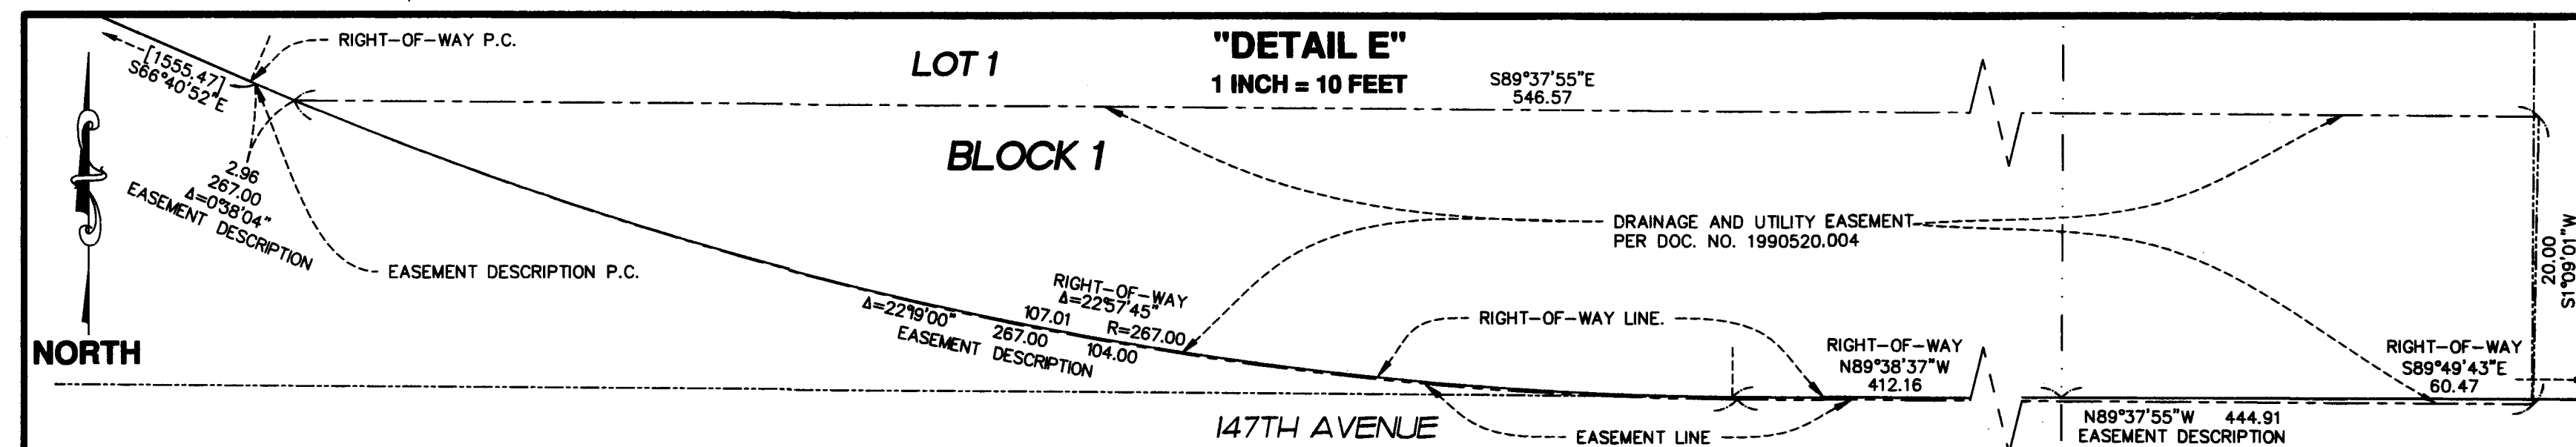 "DETAIL E"
1 INCH = 10 FEET
RIGHT-OF-WAY P.C.
LOT 1
S89°37'55"E
546.57
[1555.47]
S66°40'52"E
BLOCK 1
2.96
267.00
Δ=0°38'04"
EASEMENT DESCRIPTION
EASEMENT DESCRIPTION P.C.
DRAINAGE AND UTILITY EASEMENT
PER DOC. NO. 1990520.004
20.00
S1°09'01"W
RIGHT-OF-WAY
Δ=22°57'45"
107.01 R=267.00
Δ=22°19'00"
267.00 104.00
EASEMENT DESCRIPTION
RIGHT-OF-WAY LINE.
RIGHT-OF-WAY
N89°38'37"W
412.16
RIGHT-OF-WAY
S89°49'43"E
60.47
NORTH
147TH AVENUE
EASEMENT LINE
N89°37'55"W 444.91
EASEMENT DESCRIPTION